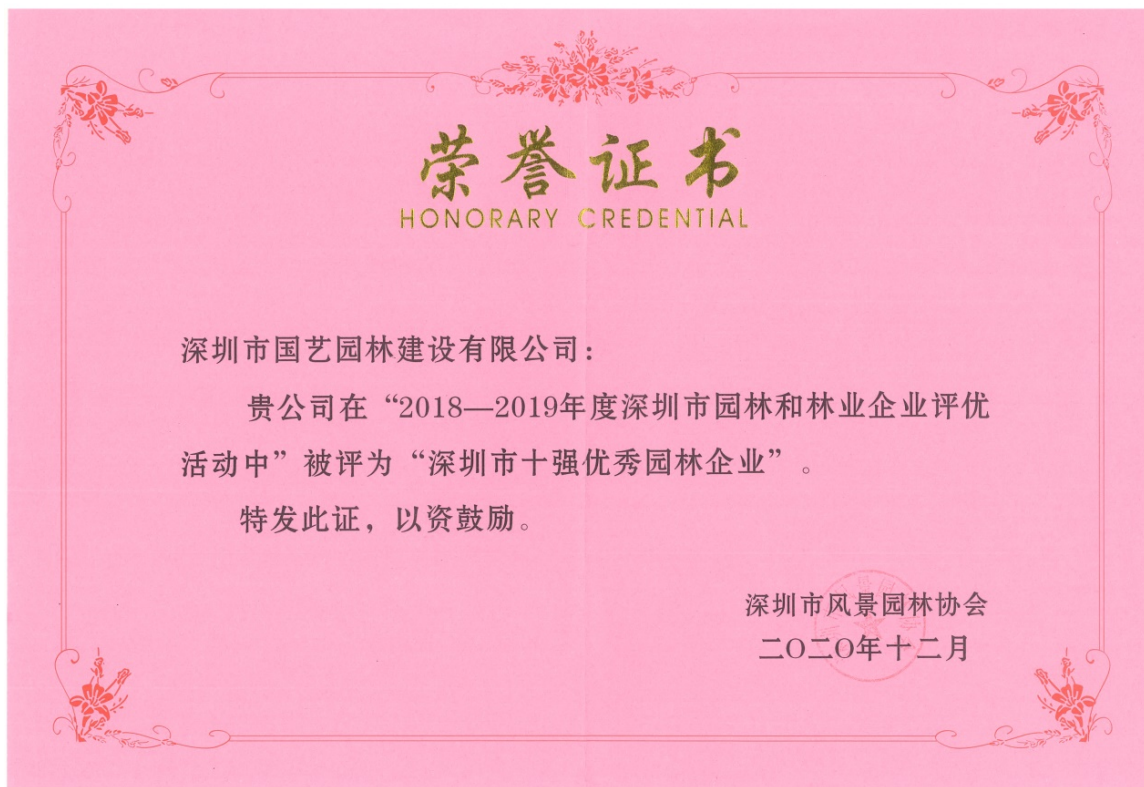 荣誉证书
HONORARY CREDENTIAL
深圳市国艺园林建设有限公司：
贵公司在“2018—2019年度深圳市园林和林业企业评优
活动中”被评为“深圳市十强优秀园林企业”。
特发此证，以资鼓励。
深圳市风景园林协会
二〇二〇年十二月